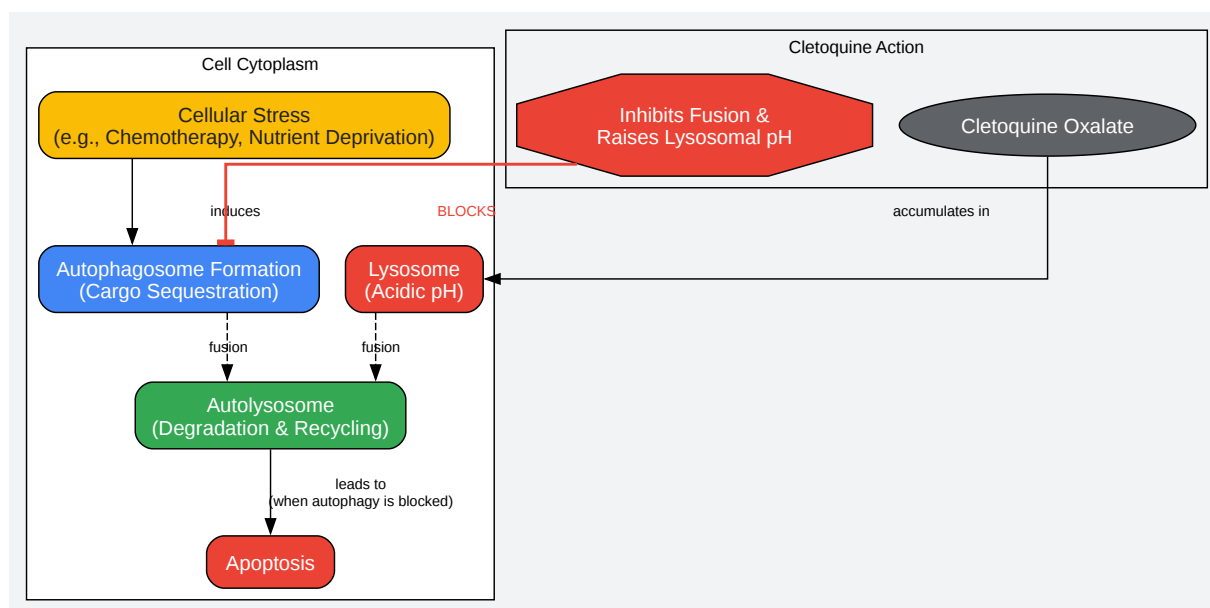 Cletoquine Action
Cell Cytoplasm
Cellular Stress
(e.g., Chemotherapy, Nutrient Deprivation)
Inhibits Fusion &
Raises Lysosomal pH
Cletoquine Oxalate
induces
BLOCKS
accumulates in
Autophagosome Formation
(Cargo Sequestration)
Lysosome
(Acidic pH)
fusion
fusion
Autolysosome
(Degradation & Recycling)
leads to
(when autophagy is blocked)
Apoptosis